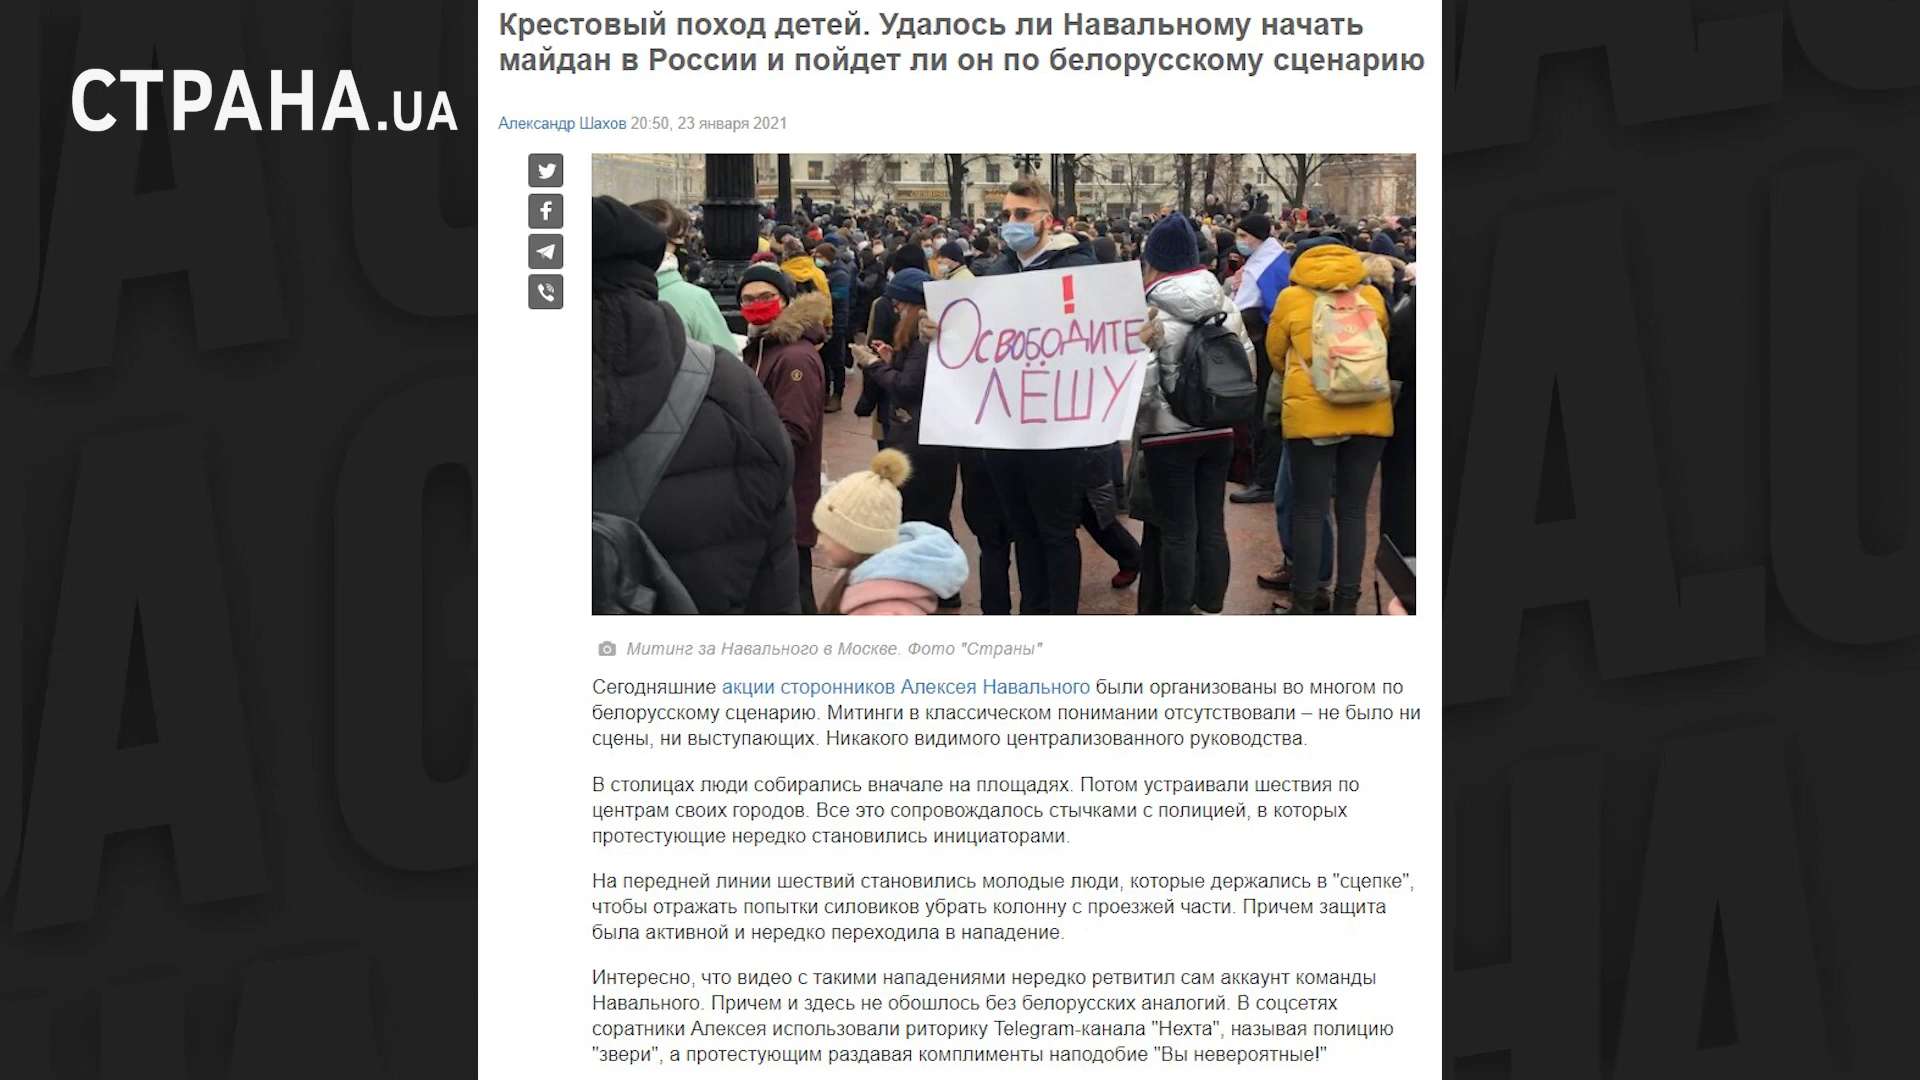 СТРАНА.UA
Крестовый поход детей. Удалось ли Навальному начать
майдан в России и пойдет ли он по белорусскому сценарию
Александр Шахов 20:50, 23 января 2021
!
ОСВОБОДИТЕ
ЛЁШУ
Митинг за Навального в Москве. Фото "Страны"
Сегодняшние акции сторонников Алексея Навального были организованы во многом по
белорусскому сценарию. Митинги в классическом понимании отсутствовали – не было ни
сцены, ни выступающих. Никакого видимого централизованного руководства.
В столицах люди собирались вначале на площадях. Потом устраивали шествия по
центрам своих городов. Все это сопровождалось стычками с полицией, в которых
протестующие нередко становились инициаторами.
На передней линии шествий становились молодые люди, которые держались в "сцепке",
чтобы отражать попытки силовиков убрать колонну с проезжей части. Причем защита
была активной и нередко переходила в нападение.
Интересно, что видео с такими нападениями нередко ретвитил сам аккаунт команды
Навального. Причем и здесь не обошлось без белорусских аналогий. В соцсетях
соратники Алексея использовали риторику Telegram-канала "Нехта", называя полицию
"звери", а протестующим раздавая комплименты наподобие "Вы невероятные!"